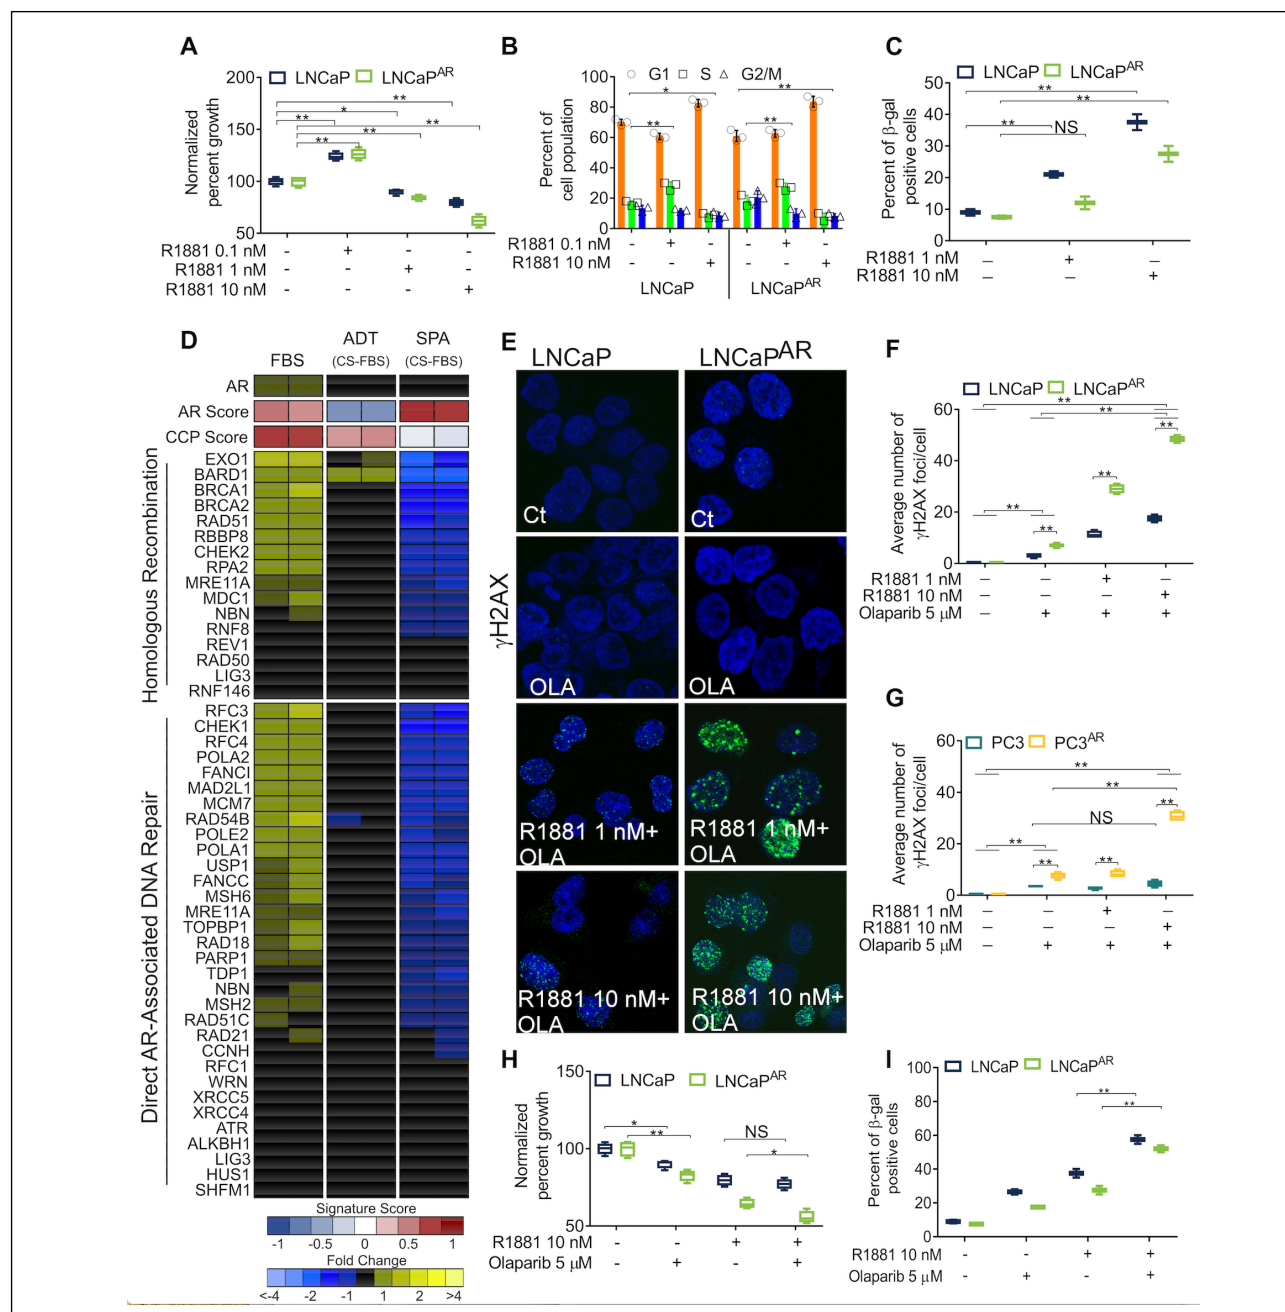 A
LNCaP LNCaPAR
Normalized
percent growth
200
150
100
50
** 
*
**
**
**
**
R1881 0.1 nM - + - -
R1881 1 nM - - + -
R1881 10 nM - - - +
B
G1 S G2/M
Percent of
cell population
100
80
60
40
20
0
*
**
**
**
R1881 0.1 nM - + - - + -
R1881 10 nM - - + - - +
LNCaP LNCaPAR
C
LNCaP LNCaPAR
Percent of β-gal
positive cells
50
40
30
20
10
0
**
**
**
NS
R1881 1 nM – + –
R1881 10 nM – – +
D
FBS ADT (CS-FBS) SPA (CS-FBS)
AR
AR Score
CCP Score
Homologous Recombination
EXO1
BARD1
BRCA1
BRCA2
RAD51
RBBP8
CHEK2
RPA2
MRE11A
MDC1
NBN
RNF8
REV1
RAD50
LIG3
RNF146
Direct AR-Associated DNA Repair
RFC3
CHEK1
RFC4
POLA2
FANCI
MAD2L1
MCM7
RAD54B
POLE2
POLA1
USP1
FANCC
MSH6
MRE11A
TOPBP1
RAD18
PARP1
TDP1
NBN
MSH2
RAD51C
RAD21
CCNH
RFC1
WRN
XRCC5
XRCC4
ATR
ALKBH1
LIG3
HUS1
SHFM1
Signature Score
-1 -0.5 0 0.5 1
Fold Change
<-4 -2 -1 1 2 >4
E
LNCaP LNCaPAR
γH2AX
Ct Ct
OLA OLA
R1881 1 nM+
OLA
R1881 1 nM+
OLA
R1881 10 nM+
OLA
R1881 10 nM+
OLA
F
LNCaP LNCaPAR
Average number of
γH2AX foci/cell
60
40
20
0
**
**
**
**
**
**
R1881 1 nM – – + –
R1881 10 nM – – – +
Olaparib 5 μM – + + +
G
PC3 PC3AR
Average number of
γH2AX foci/cell
60
40
20
0
**
**
**
NS
**
**
**
R1881 1 nM – – + –
R1881 10 nM – – – +
Olaparib 5 μM – + + +
H
LNCaP LNCaPAR
Normalized
percent growth
150
100
50
*
**
NS
*
R1881 10 nM - - + +
Olaparib 5 μM - + - +
I
LNCaP LNCaPAR
Percent of β-gal
positive cells
100
80
60
40
20
0
**
**
R1881 10 nM - - + +
Olaparib 5 μM - + - +